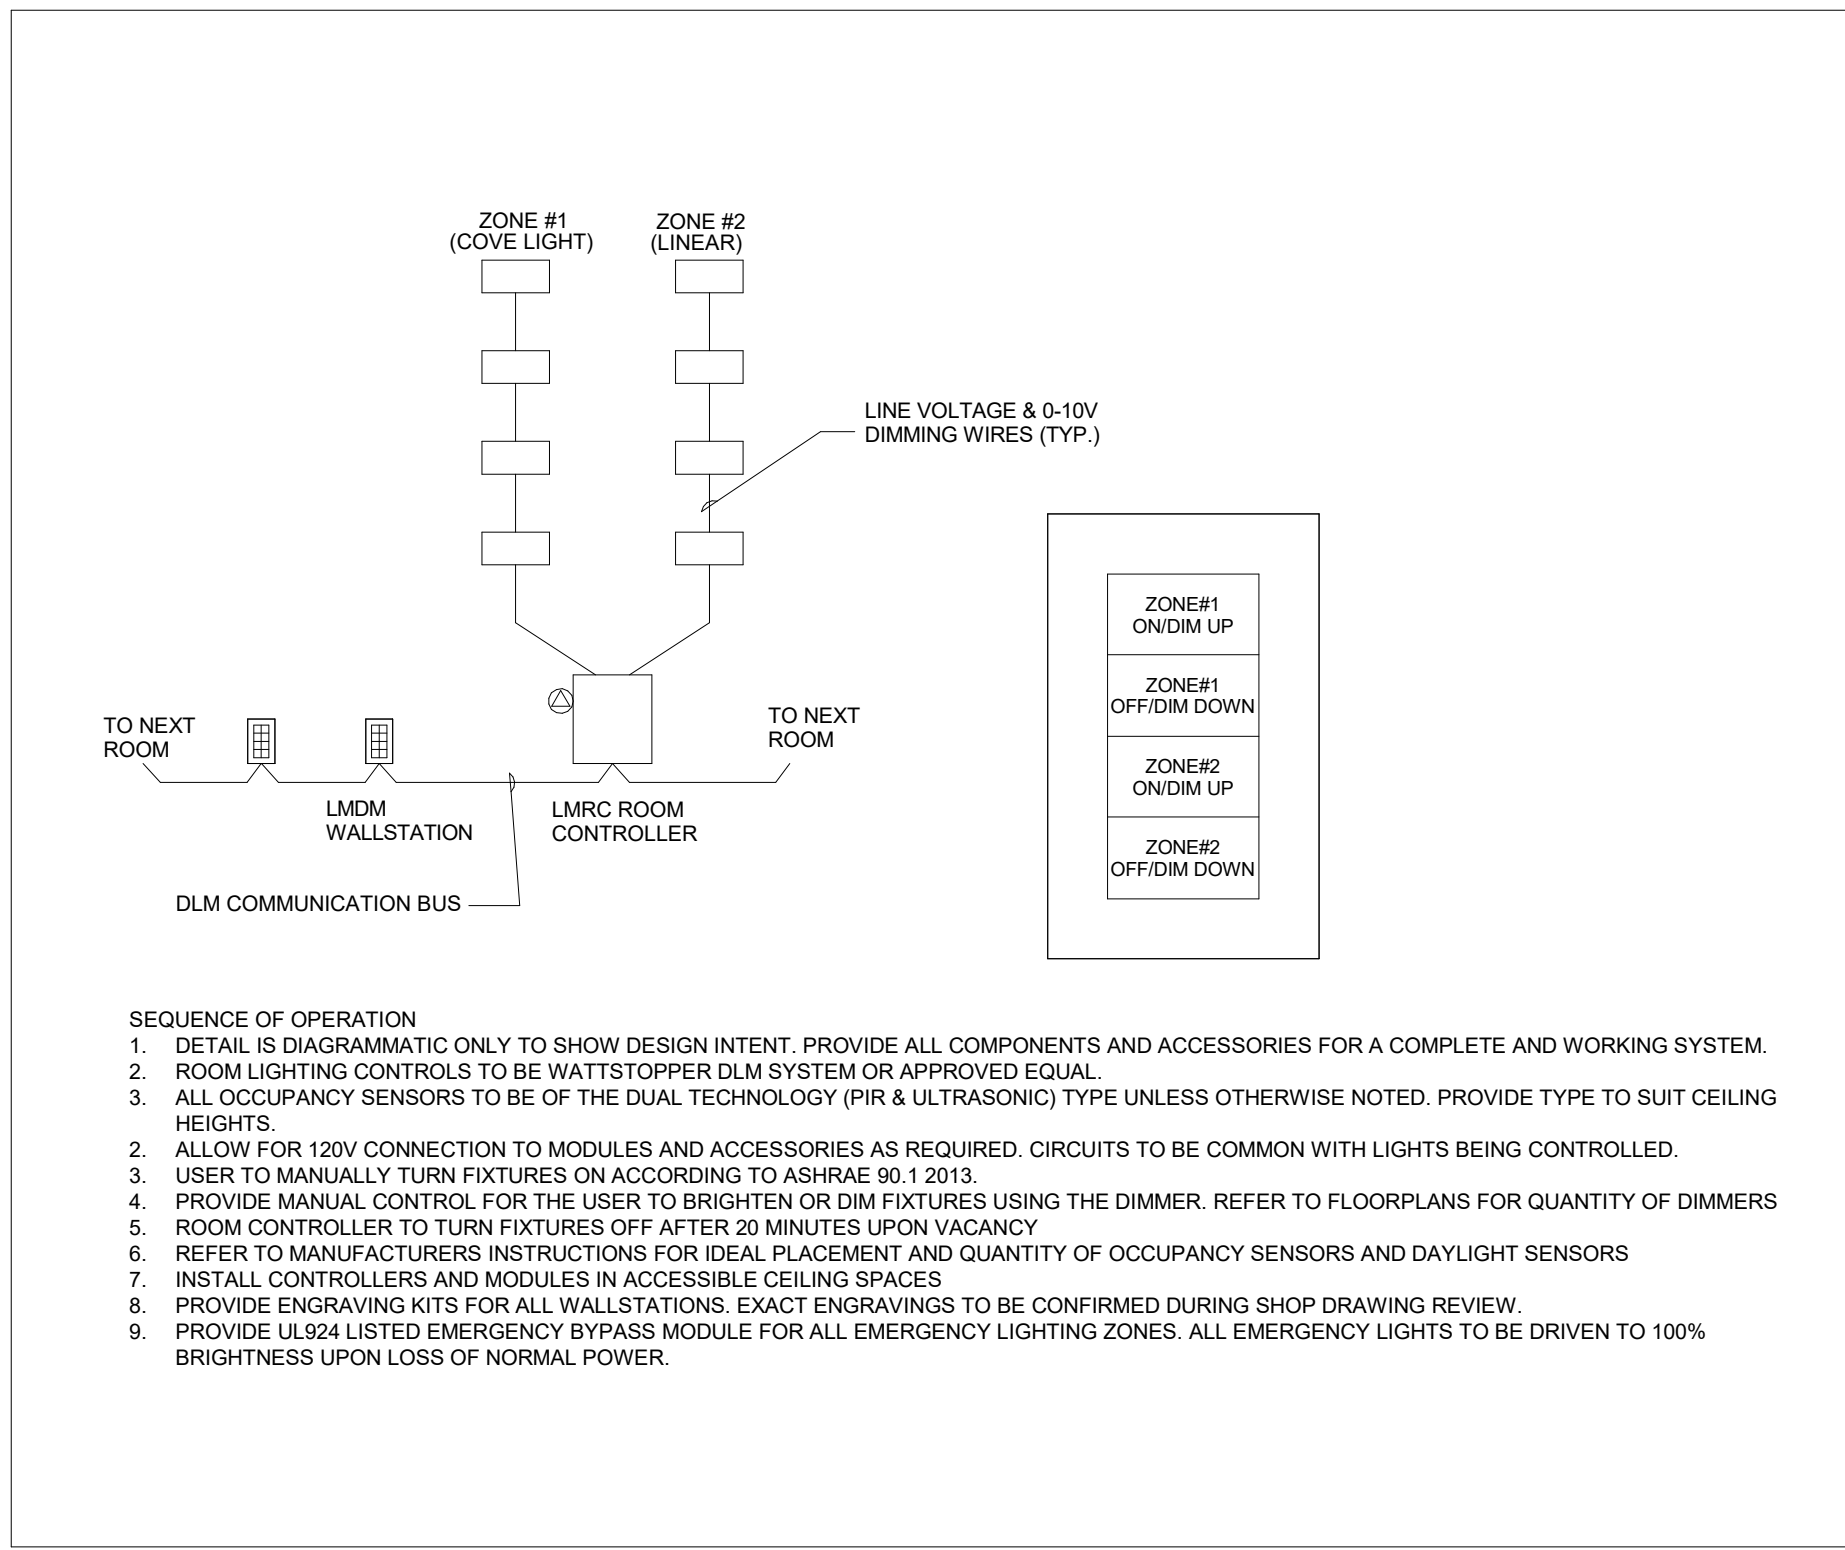 ZONE #1
(COVE LIGHT)
ZONE #2
(LINEAR)
LINE VOLTAGE & 0-10V
DIMMING WIRES (TYP.)
ZONE#1
ON/DIM UP
ZONE#1
OFF/DIM DOWN
ZONE#2
ON/DIM UP
ZONE#2
OFF/DIM DOWN
TO NEXT
ROOM
TO NEXT
ROOM
LMDM
WALLSTATION
LMRC ROOM
CONTROLLER
DLM COMMUNICATION BUS
SEQUENCE OF OPERATION
1. DETAIL IS DIAGRAMMATIC ONLY TO SHOW DESIGN INTENT. PROVIDE ALL COMPONENTS AND ACCESSORIES FOR A COMPLETE AND WORKING SYSTEM.
2. ROOM LIGHTING CONTROLS TO BE WATTSTOPPER DLM SYSTEM OR APPROVED EQUAL.
3. ALL OCCUPANCY SENSORS TO BE OF THE DUAL TECHNOLOGY (PIR & ULTRASONIC) TYPE UNLESS OTHERWISE NOTED. PROVIDE TYPE TO SUIT CEILING
HEIGHTS.
2. ALLOW FOR 120V CONNECTION TO MODULES AND ACCESSORIES AS REQUIRED. CIRCUITS TO BE COMMON WITH LIGHTS BEING CONTROLLED.
3. USER TO MANUALLY TURN FIXTURES ON ACCORDING TO ASHRAE 90.1 2013.
4. PROVIDE MANUAL CONTROL FOR THE USER TO BRIGHTEN OR DIM FIXTURES USING THE DIMMER. REFER TO FLOORPLANS FOR QUANTITY OF DIMMERS
5. ROOM CONTROLLER TO TURN FIXTURES OFF AFTER 20 MINUTES UPON VACANCY
6. REFER TO MANUFACTURERS INSTRUCTIONS FOR IDEAL PLACEMENT AND QUANTITY OF OCCUPANCY SENSORS AND DAYLIGHT SENSORS
7. INSTALL CONTROLLERS AND MODULES IN ACCESSIBLE CEILING SPACES
8. PROVIDE ENGRAVING KITS FOR ALL WALLSTATIONS. EXACT ENGRAVINGS TO BE CONFIRMED DURING SHOP DRAWING REVIEW.
9. PROVIDE UL924 LISTED EMERGENCY BYPASS MODULE FOR ALL EMERGENCY LIGHTING ZONES. ALL EMERGENCY LIGHTS TO BE DRIVEN TO 100%
BRIGHTNESS UPON LOSS OF NORMAL POWER.